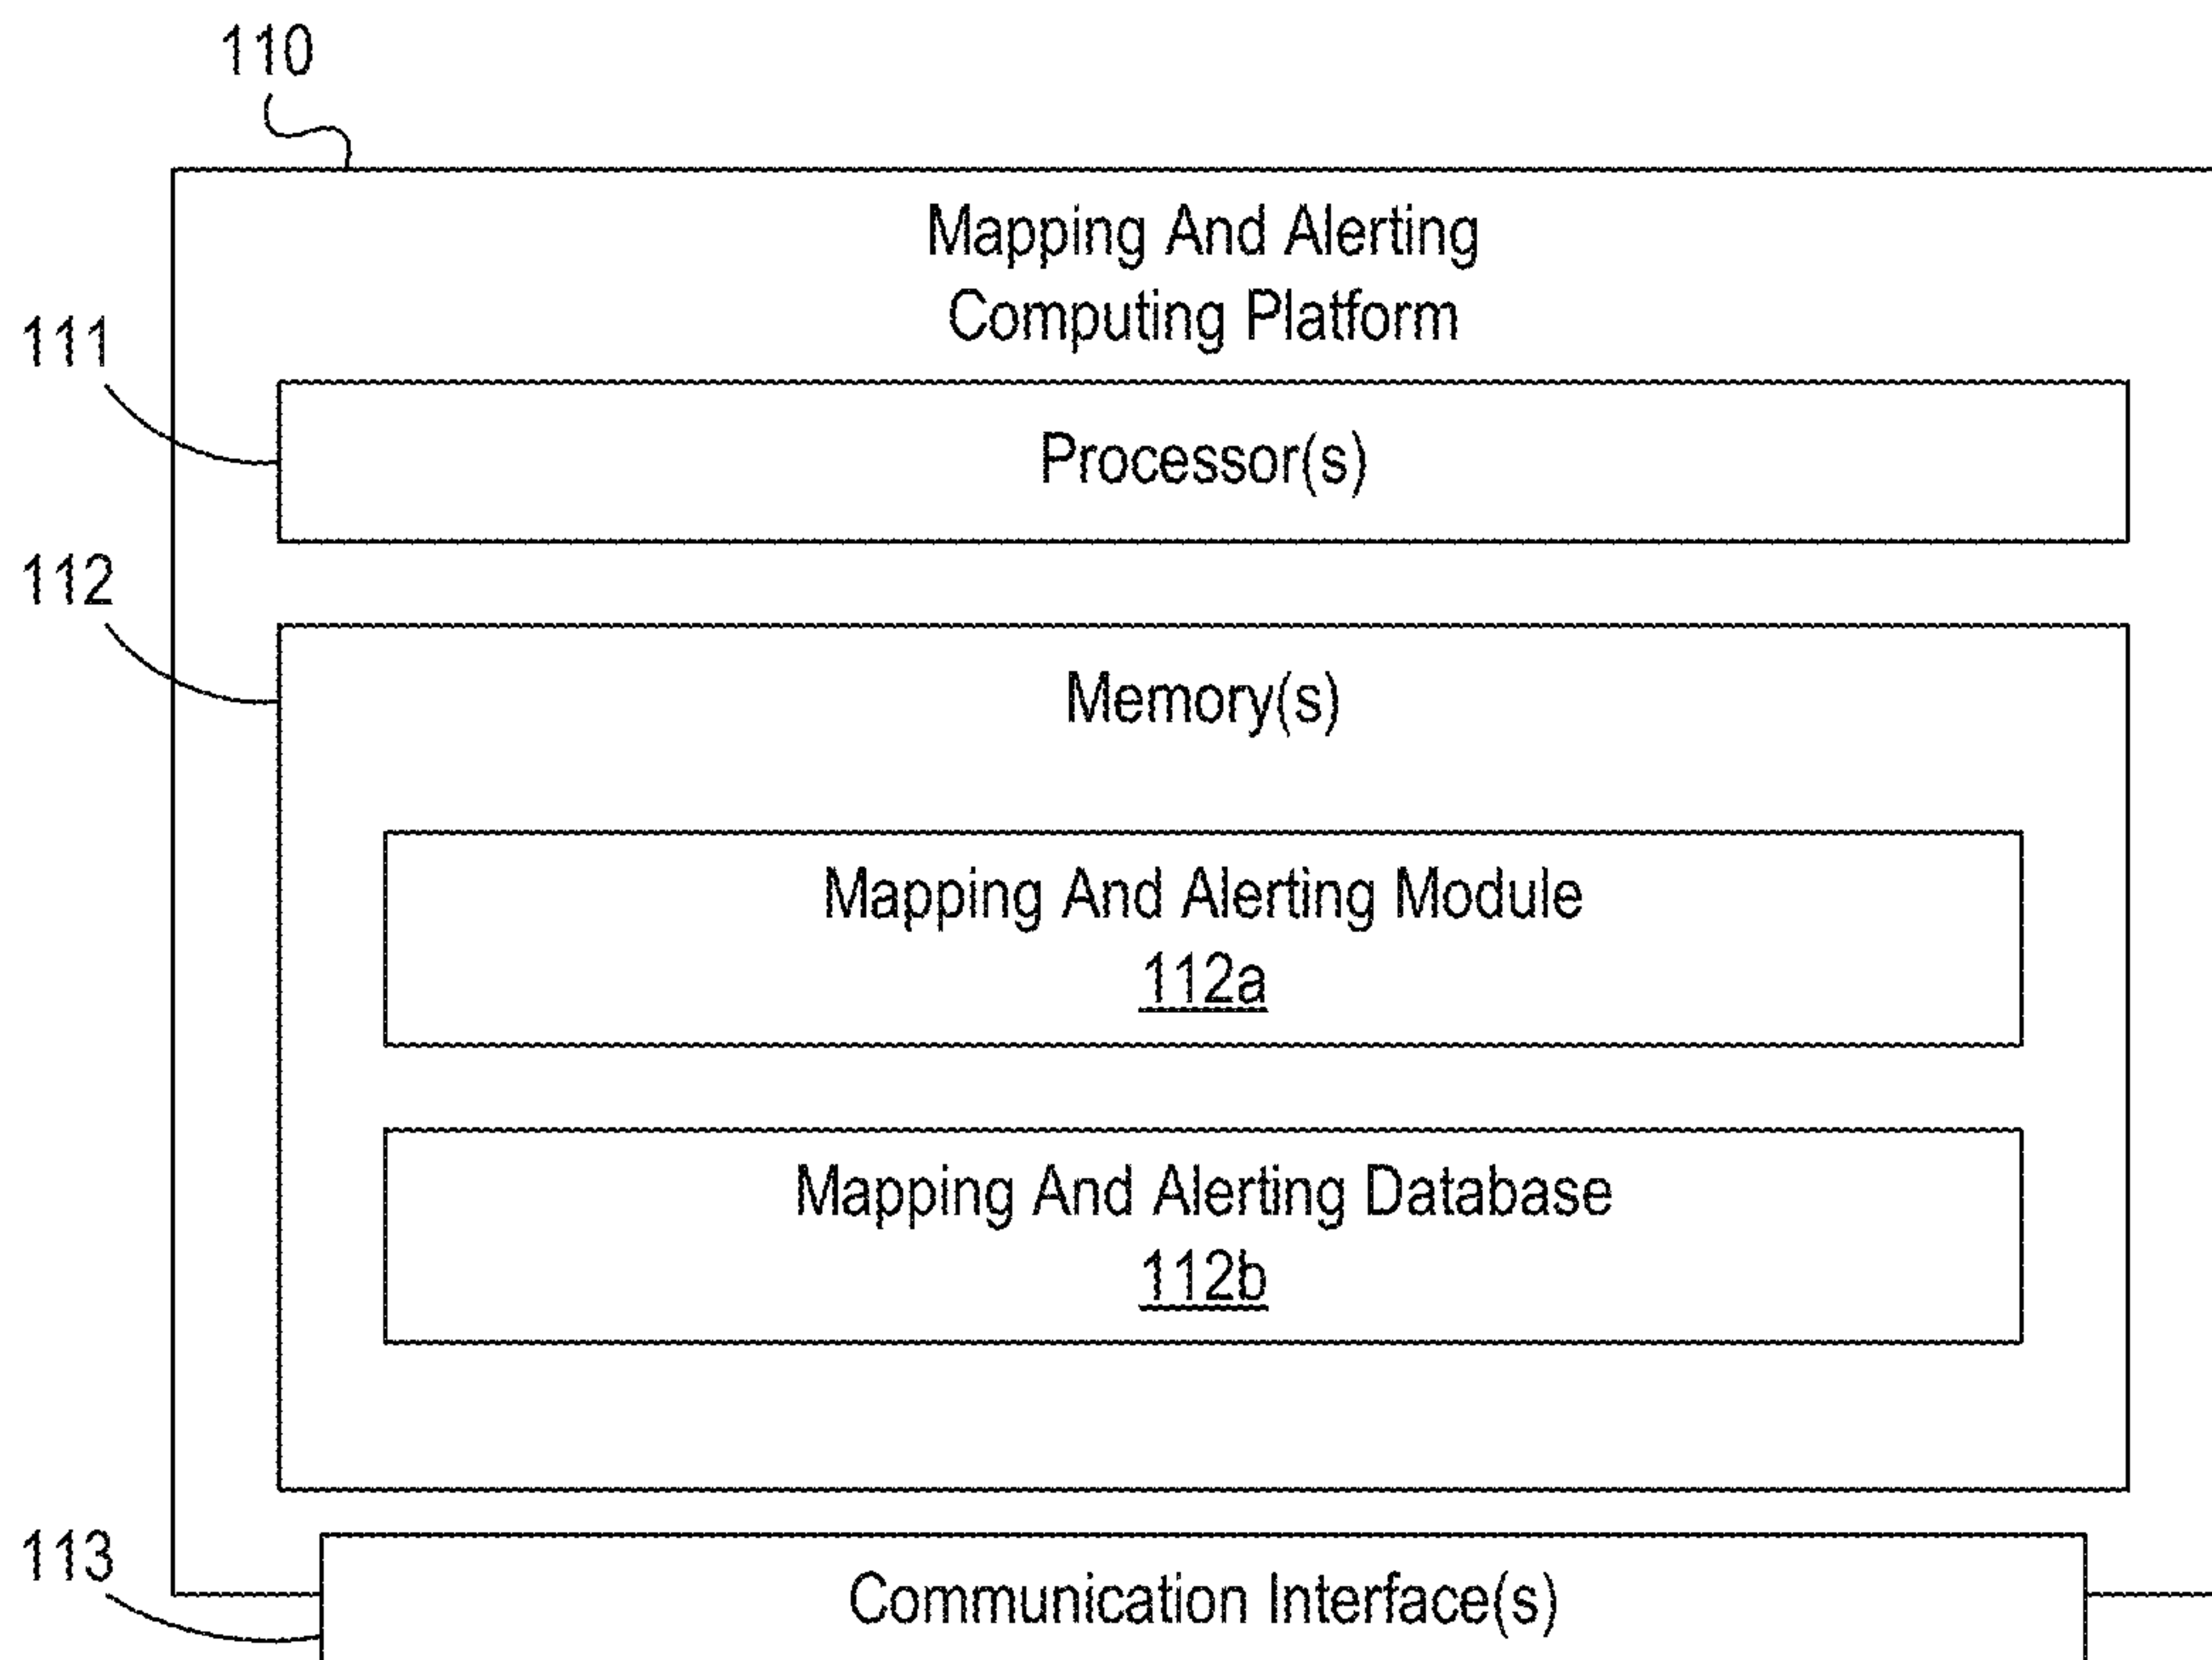 110
Mapping And Alerting
Computing Platform
111
Processor(s)
112
Memory(s)
Mapping And Alerting Module
112a
Mapping And Alerting Database
112b
113
Communication Interface(s)